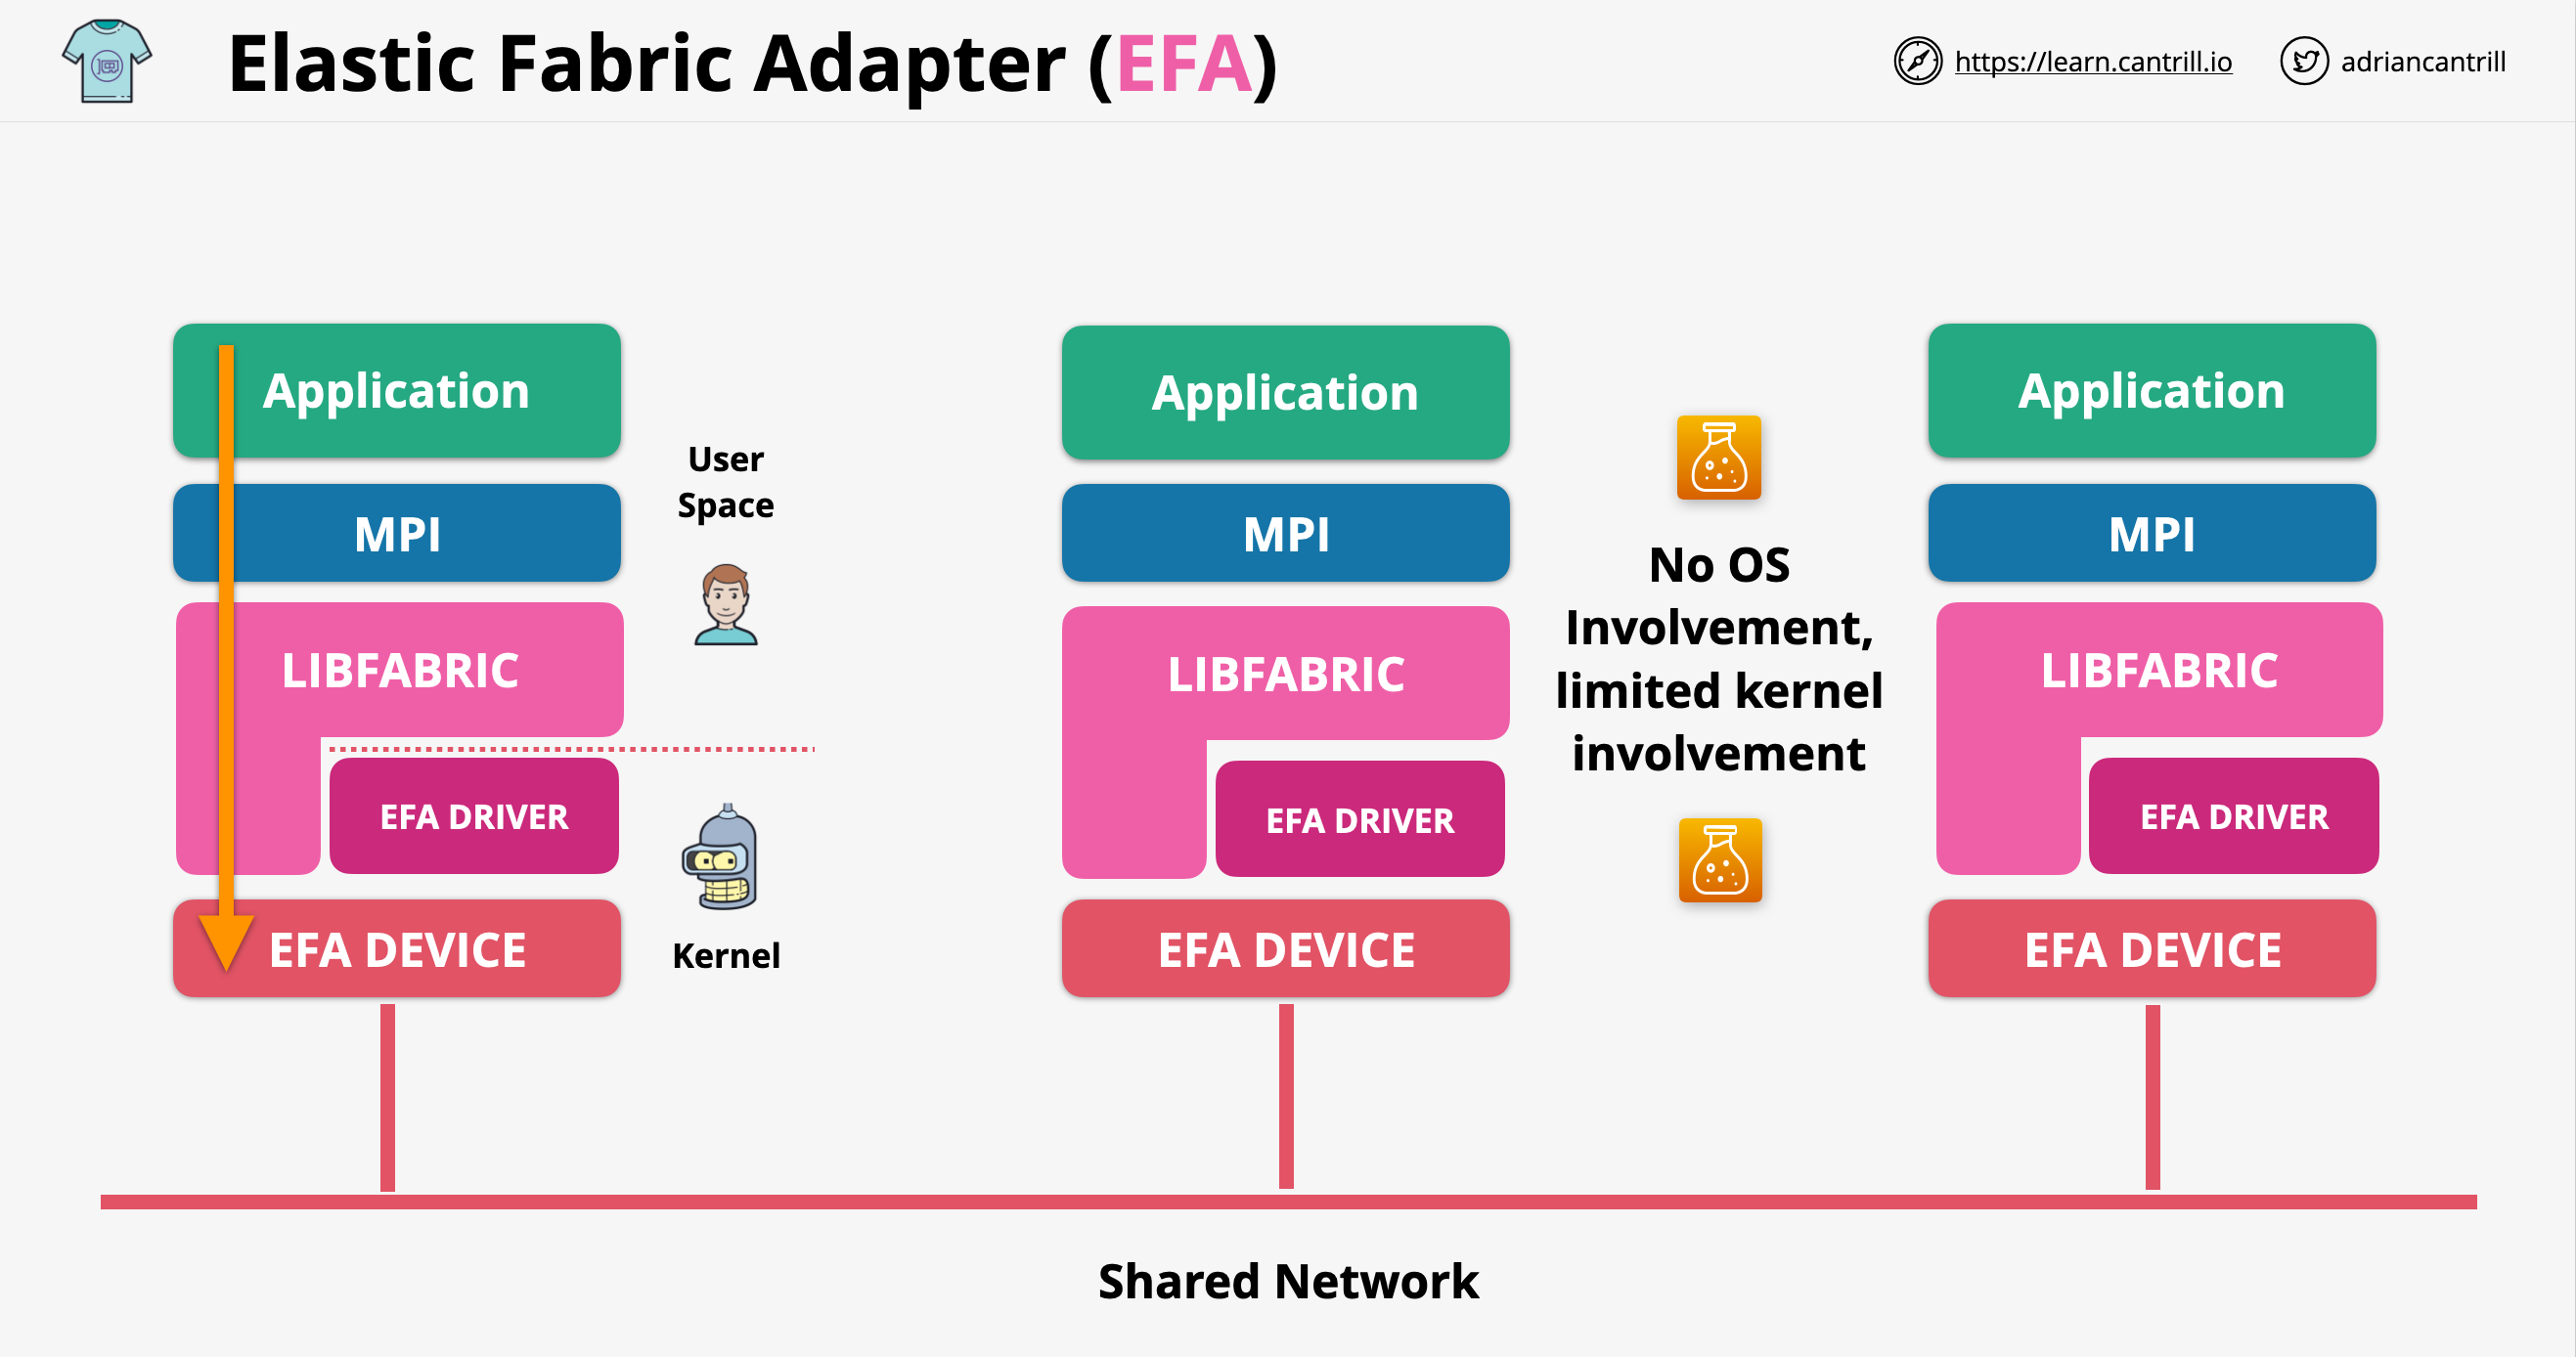 Elastic Fabric Adapter (EFA)
https://learn.cantrill.io
adriancantrill
Application
MPI
LIBFABRIC
EFA DRIVER
EFA DEVICE
User
Space
Kernel
Application
MPI
LIBFABRIC
EFA DRIVER
EFA DEVICE
No OS
Involvement,
limited kernel
involvement
Application
MPI
LIBFABRIC
EFA DRIVER
EFA DEVICE
Shared Network